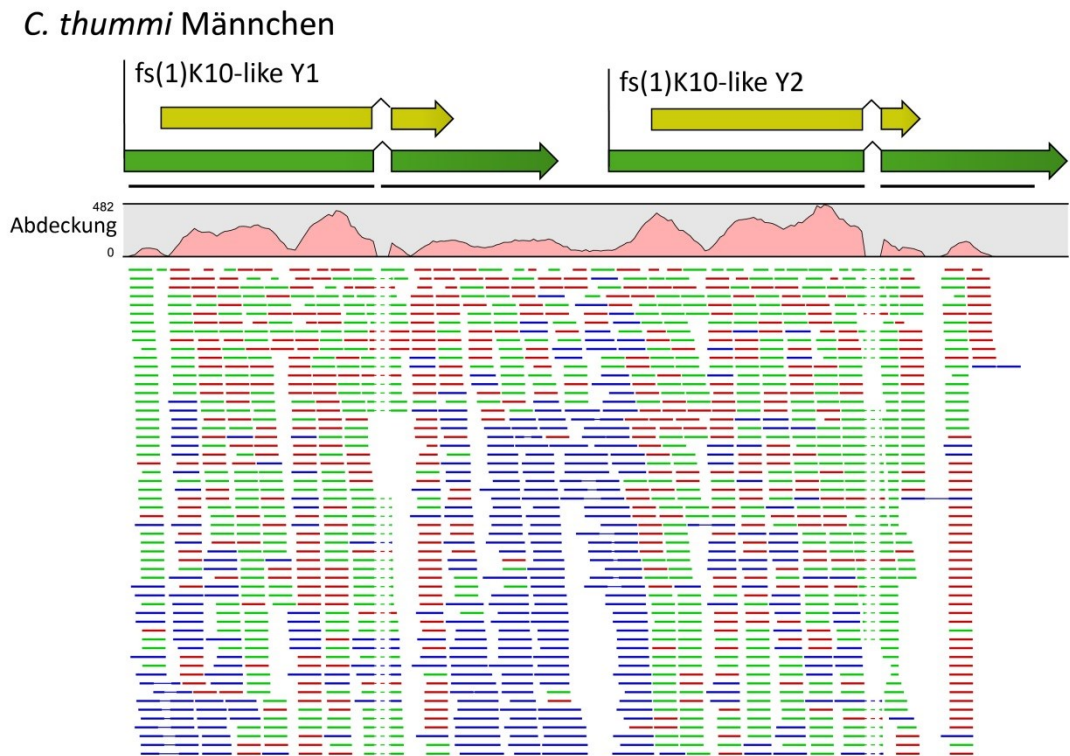 C. thummi Männchen
fs(1)K10-like Y1
fs(1)K10-like Y2
482
Abdeckung
0